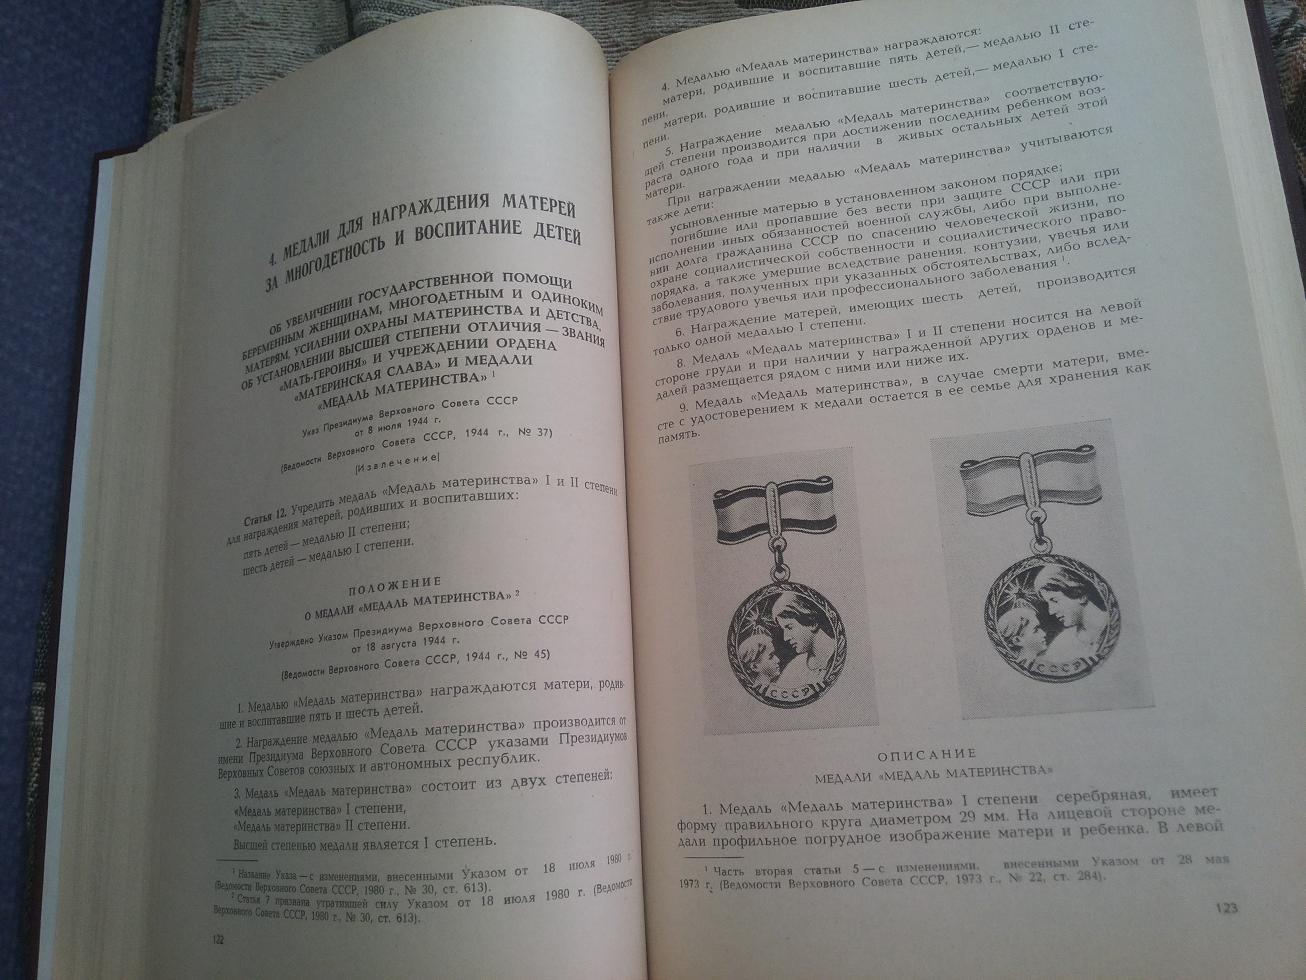 4. МЕДАЛИ ДЛЯ НАГРАЖДЕНИЯ МАТЕРЕЙ
ЗА МНОГОДЕТНОСТЬ И ВОСПИТАНИЕ ДЕТЕЙ
ОБ УВЕЛИЧЕНИИ ГОСУДАРСТВЕННОЙ ПОМОЩИ
БЕРЕМЕННЫМ ЖЕНЩИНАМ, МНОГОДЕТНЫМ И ОДИНОКИМ
МАТЕРЯМ, УСИЛЕНИИ ОХРАНЫ МАТЕРИНСТВА И ДЕТСТВА,
ОБ УСТАНОВЛЕНИИ ВЫСШЕЙ СТЕПЕНИ ОТЛИЧИЯ — ЗВАНИЯ
«МАТЬ-ГЕРОИНЯ» И УЧРЕЖДЕНИИ ОРДЕНА
«МАТЕРИНСКАЯ СЛАВА» И МЕДАЛИ
«МЕДАЛЬ МАТЕРИНСТВА» 1
Указ Президиума Верховного Совета СССР
от 8 июля 1944 г.
(Ведомости Верховного Совета СССР, 1944 г., № 37)
(Извлечение)
Статья 12. Учредить медаль «Медаль материнства» I и II степени
для награждения матерей, родивших и воспитавших:
пять детей — медалью II степени;
шесть детей — медалью I степени.
ПОЛОЖЕНИЕ
О МЕДАЛИ «МЕДАЛЬ МАТЕРИНСТВА» 2
Утверждено Указом Президиума Верховного Совета СССР
от 18 августа 1944 г.
(Ведомости Верховного Совета СССР, 1944 г., № 45)
1. Медалью «Медаль материнства» награждаются матери, родив-
шие и воспитавшие пять и шесть детей.
2. Награждение медалью «Медаль материнства» производится от
имени Президиума Верховного Совета СССР указами Президиумов
Верховных Советов союзных и автономных республик.
3. Медаль «Медаль материнства» состоит из двух степеней:
«Медаль материнства» I степени,
«Медаль материнства» II степени.
Высшей степенью медали является I степень.
1 Название Указа — с изменениями, внесенными Указом от 18 июля 1980 г.
(Ведомости Верховного Совета СССР, 1980 г., № 30, ст. 613).
2 Статья 7 признана утратившей силу Указом от 18 июля 1980 г. (Ведомости
Верховного Совета СССР, 1980 г., № 30, ст. 613).
122
4. Медалью «Медаль материнства» награждаются:
матери, родившие и воспитавшие пять детей,— медалью II сте-
пени,
матери, родившие и воспитавшие шесть детей,— медалью I сте-
пени.
5. Награждение медалью «Медаль материнства» соответствую-
щей степени производится при достижении последним ребенком воз-
раста одного года и при наличии в живых остальных детей этой
матери.
При награждении медалью «Медаль материнства» учитываются
также дети:
усыновленные матерью в установленном законом порядке;
погибшие или пропавшие без вести при защите СССР или при
исполнении иных обязанностей военной службы, либо при выполне-
нии долга гражданина СССР по спасению человеческой жизни, по
охране социалистической собственности и социалистического право-
порядка, а также умершие вследствие ранения, контузии, увечья или
заболевания, полученных при указанных обстоятельствах, либо вслед-
ствие трудового увечья или профессионального заболевания 1.
6. Награждение матерей, имеющих шесть детей, производится
только одной медалью I степени.
8. Медаль «Медаль материнства» I и II степени носится на левой
стороне груди и при наличии у награжденной других орденов и ме-
далей размещается рядом с ними или ниже их.
9. Медаль «Медаль материнства», в случае смерти матери, вме-
сте с удостоверением к медали остается в ее семье для хранения как
память.
СССР
СССР
ОПИСАНИЕ
МЕДАЛИ «МЕДАЛЬ МАТЕРИНСТВА»
1. Медаль «Медаль материнства» I степени серебряная, имеет
форму правильного круга диаметром 29 мм. На лицевой стороне ме-
дали профильное погрудное изображение матери и ребенка. В левой
1 Часть вторая статьи 5 — с изменениями, внесенными Указом от 28 мая
1973 г. (Ведомости Верховного Совета СССР, 1973 г., № 22, ст. 284).
123